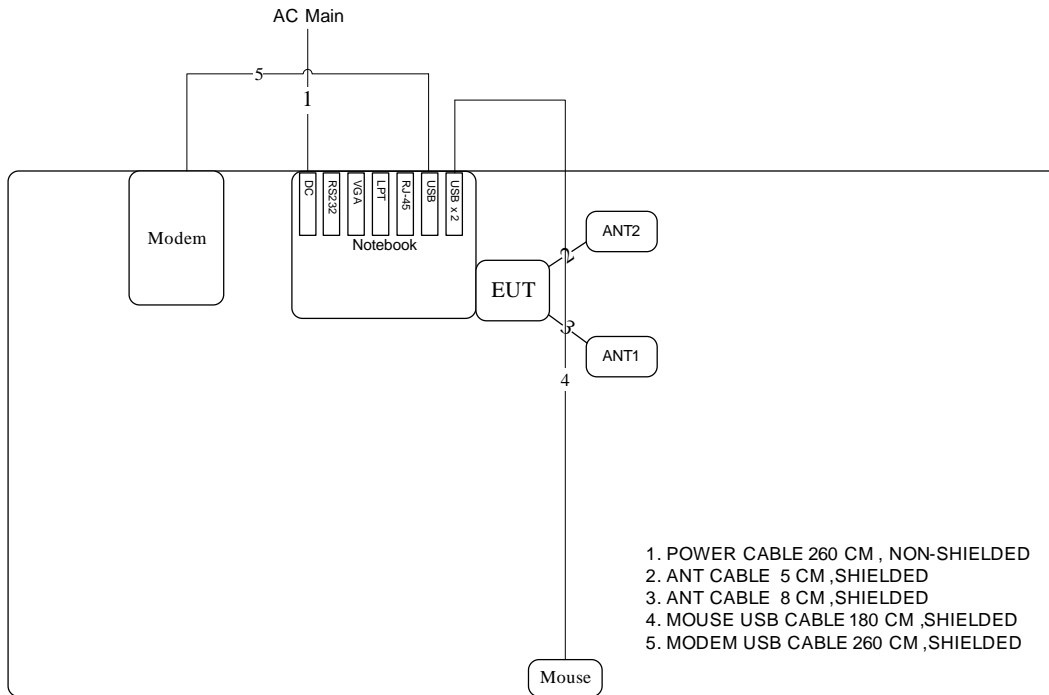 AC Main
5
1
DC
RS232
VGA
LPT
RJ-45
USB
USB x 2
Modem
Notebook
ANT2
2
EUT
3
ANT1
4
1. POWER CABLE 260 CM , NON-SHIELDED
2. ANT CABLE 5 CM ,SHIELDED
3. ANT CABLE 8 CM ,SHIELDED
4. MOUSE USB CABLE 180 CM ,SHIELDED
5. MODEM USB CABLE 260 CM ,SHIELDED
Mouse